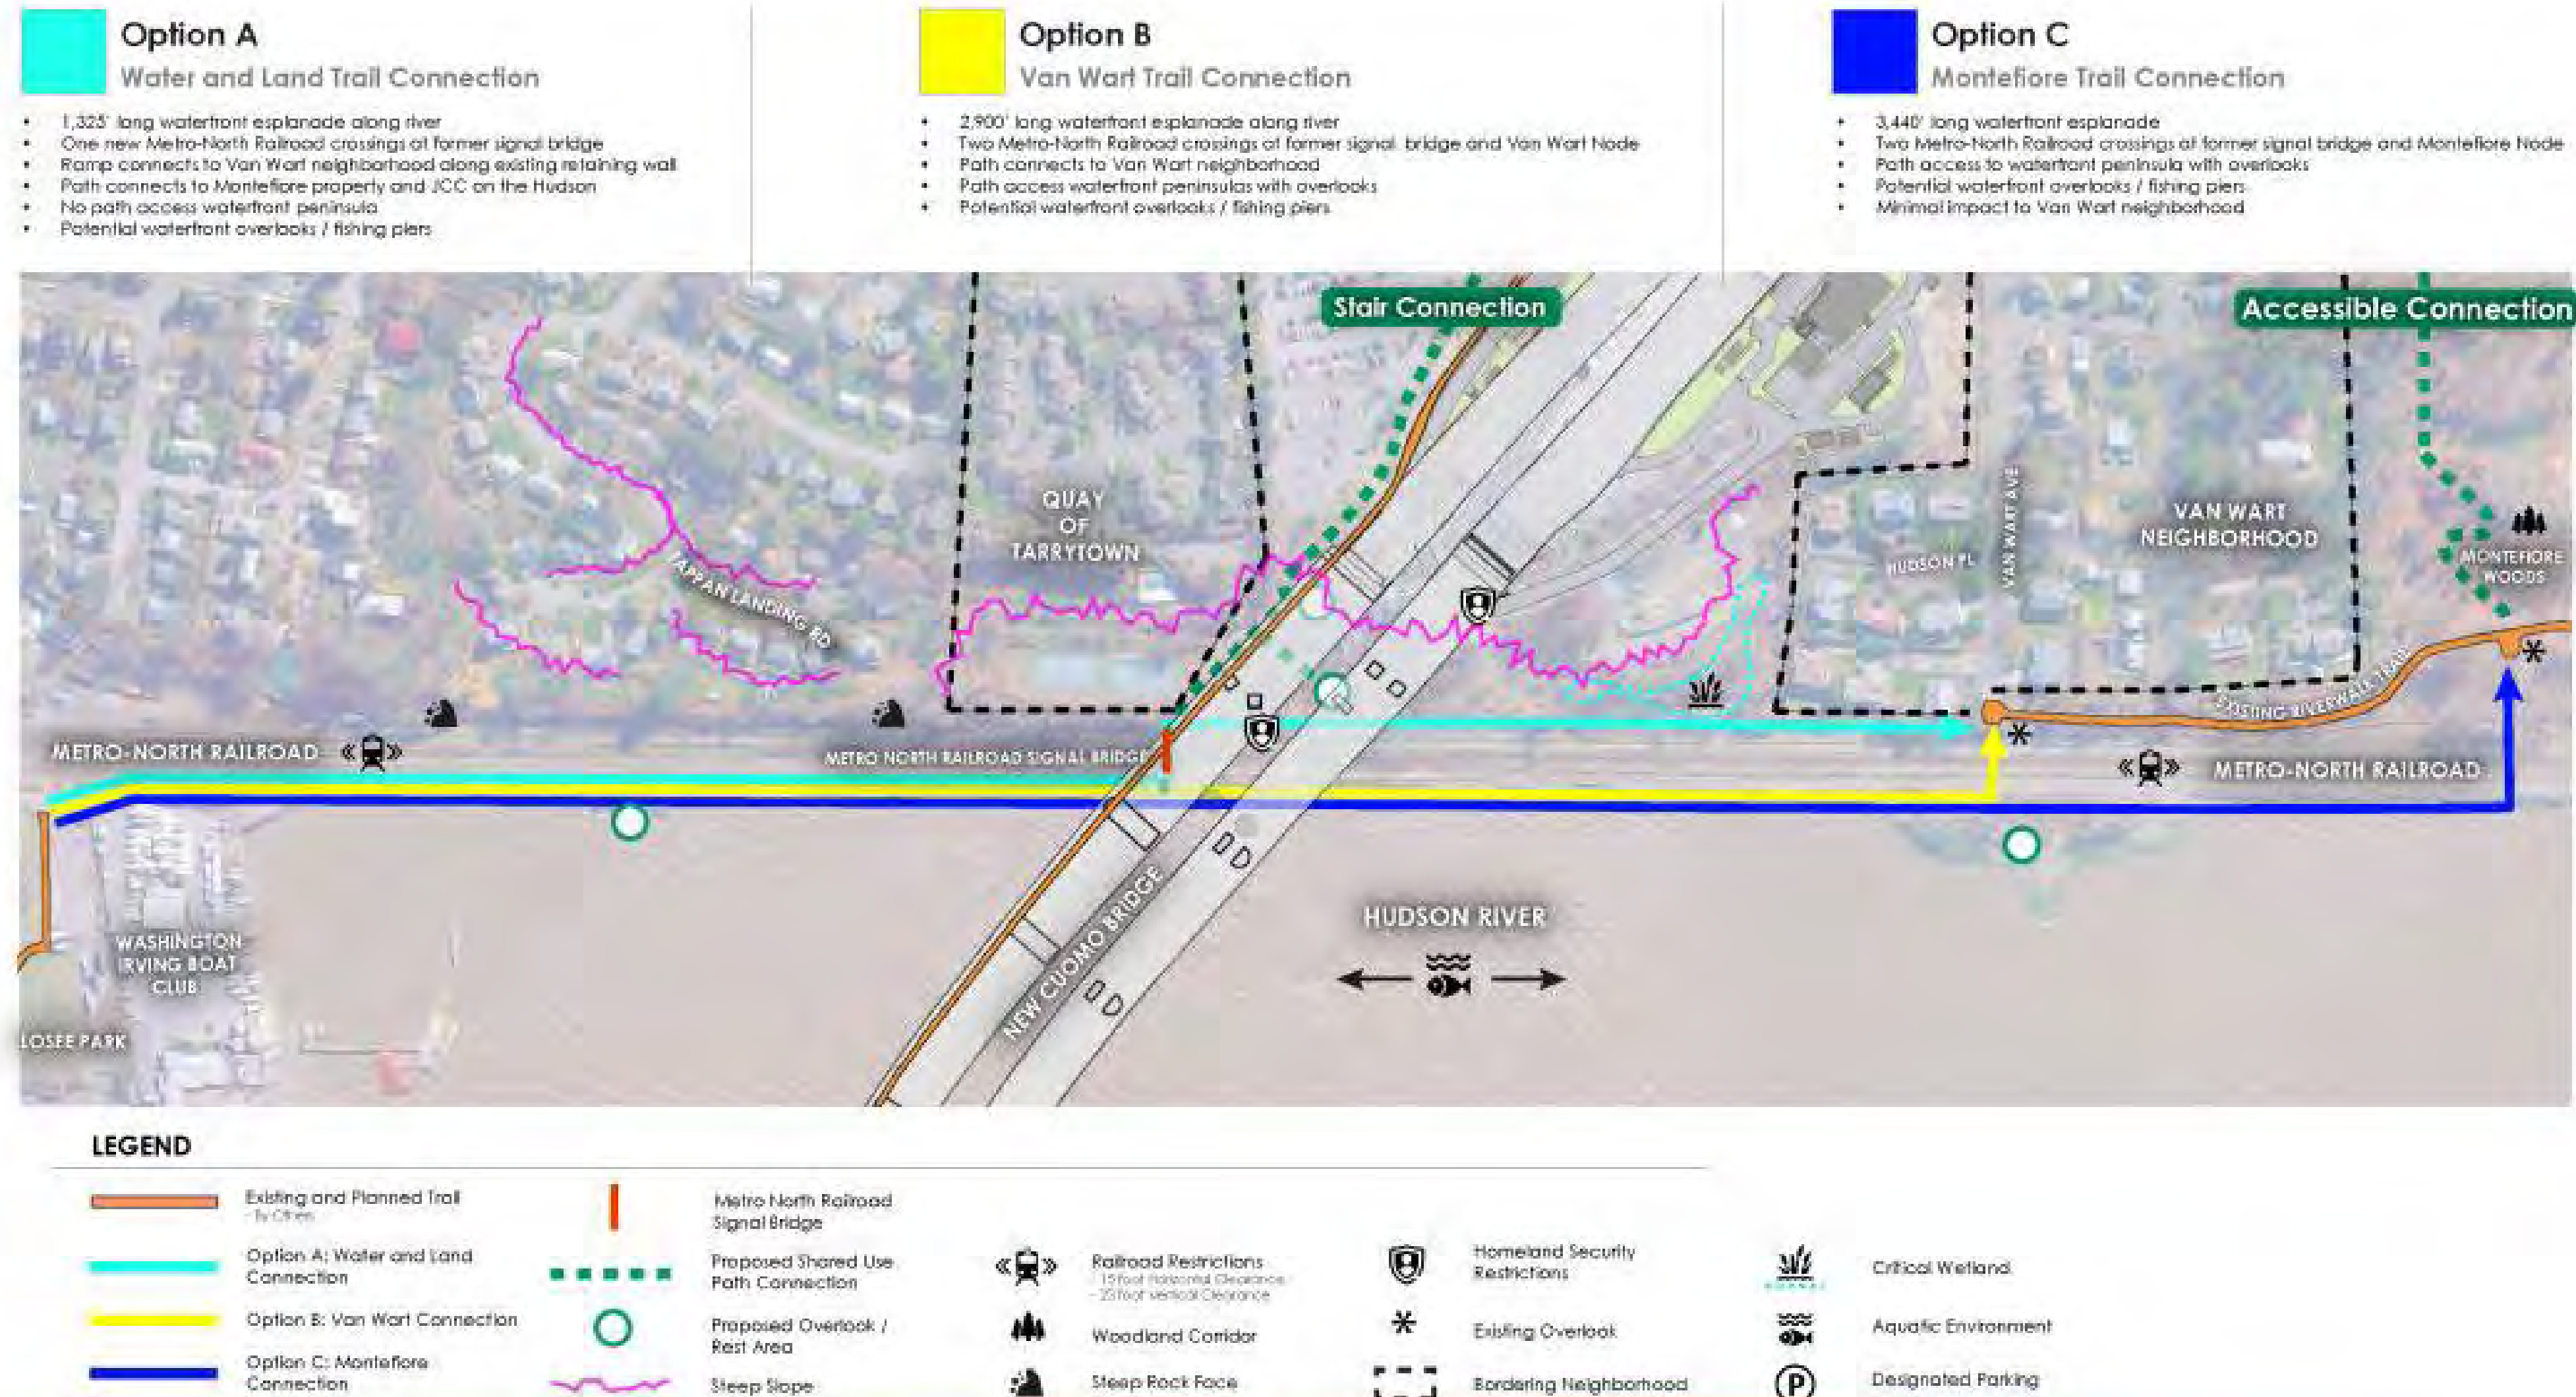 Option A
Water and Land Trail Connection
• 1,325' long waterfront esplanade along river
• One new Metro-North Railroad crossings at former signal bridge
• Ramp connects to Van Wart neighborhood along existing retaining wall
• Path connects to Montefiore property and JCC on the Hudson
• No path access waterfront peninsula
• Potential waterfront overlooks / fishing piers
Option B
Van Wart Trail Connection
• 2,900' long waterfront esplanade along river
• Two Metro-North Railroad crossings at former signal bridge and Van Wart Node
• Path connects to Van Wart neighborhood
• Path access waterfront peninsulas with overlooks
• Potential waterfront overlooks / fishing piers
Option C
Montefiore Trail Connection
• 3,440' long waterfront esplanade
• Two Metro-North Railroad crossings at former signal bridge and Montefiore Node
• Path access to waterfront peninsula with overlooks
• Potential waterfront overlooks / fishing piers
• Minimal impact to Van Wart neighborhood
Stair Connection
Accessible Connection
QUAY
OF
TARRYTOWN
TAPPAN LANDING RD
HUDSON PL
VAN WART AVE
VAN WART
NEIGHBORHOOD
MONTEFIORE
WOODS
EXISTING RIVERWALK TRAIL
METRO-NORTH RAILROAD
METRO NORTH RAILROAD SIGNAL BRIDGE
METRO-NORTH RAILROAD
NEW CUOMO BRIDGE
HUDSON RIVER
WASHINGTON
IRVING BOAT
CLUB
LOSEE PARK
LEGEND
Existing and Planned Trail
- By Others
Option A: Water and Land
Connection
Option B: Van Wart Connection
Option C: Montefiore
Connection
Metro North Railroad
Signal Bridge
Proposed Shared Use
Path Connection
Proposed Overlook /
Rest Area
Steep Slope
Railroad Restrictions
- 15 foot Horizontal Clearance
- 23 foot Vertical Clearance
Woodland Corridor
Steep Rock Face
Homeland Security
Restrictions
Existing Overlook
Bordering Neighborhood
Critical Wetland
Aquatic Environment
P
Designated Parking